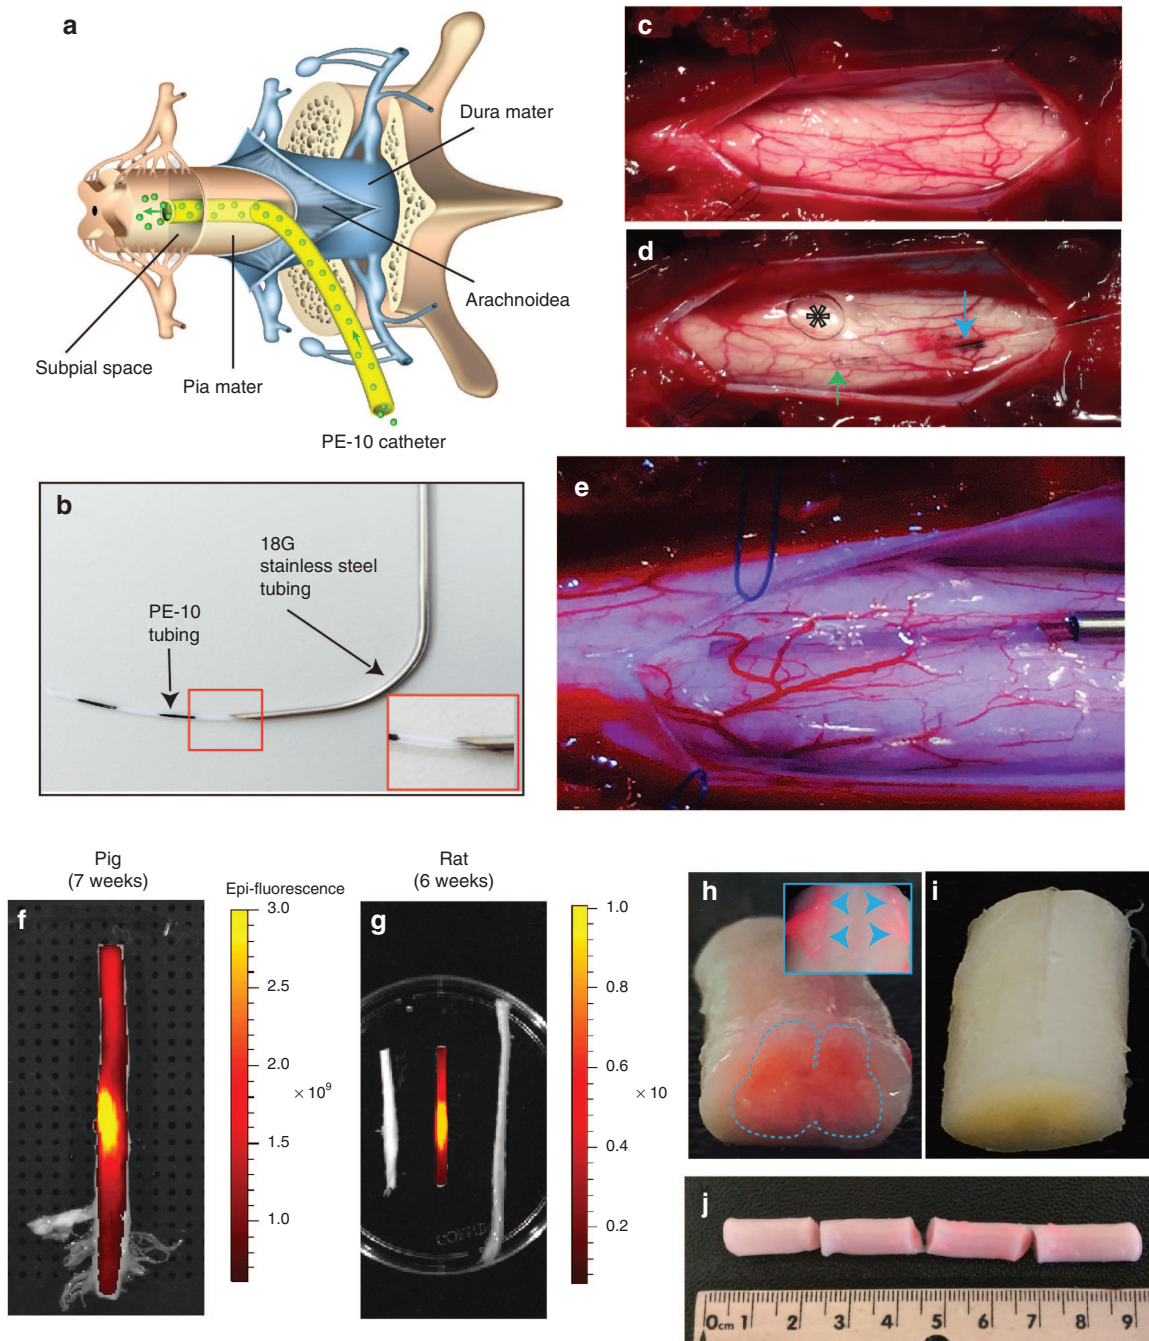 a
Dura mater
Arachnoidea
Subpial space
Pia mater
PE-10 catheter
b
18G
stainless steel
tubing
PE-10
tubing
c
d
*
e
Pig
(7 weeks)
f
Epi-fluorescence
3.0
2.5
2.0
× 10⁹
1.5
1.0
Rat
(6 weeks)
g
1.0
0.8
0.6
× 10
0.4
0.2
h
i
j
0cm 1 2 3 4 5 6 7 8 9